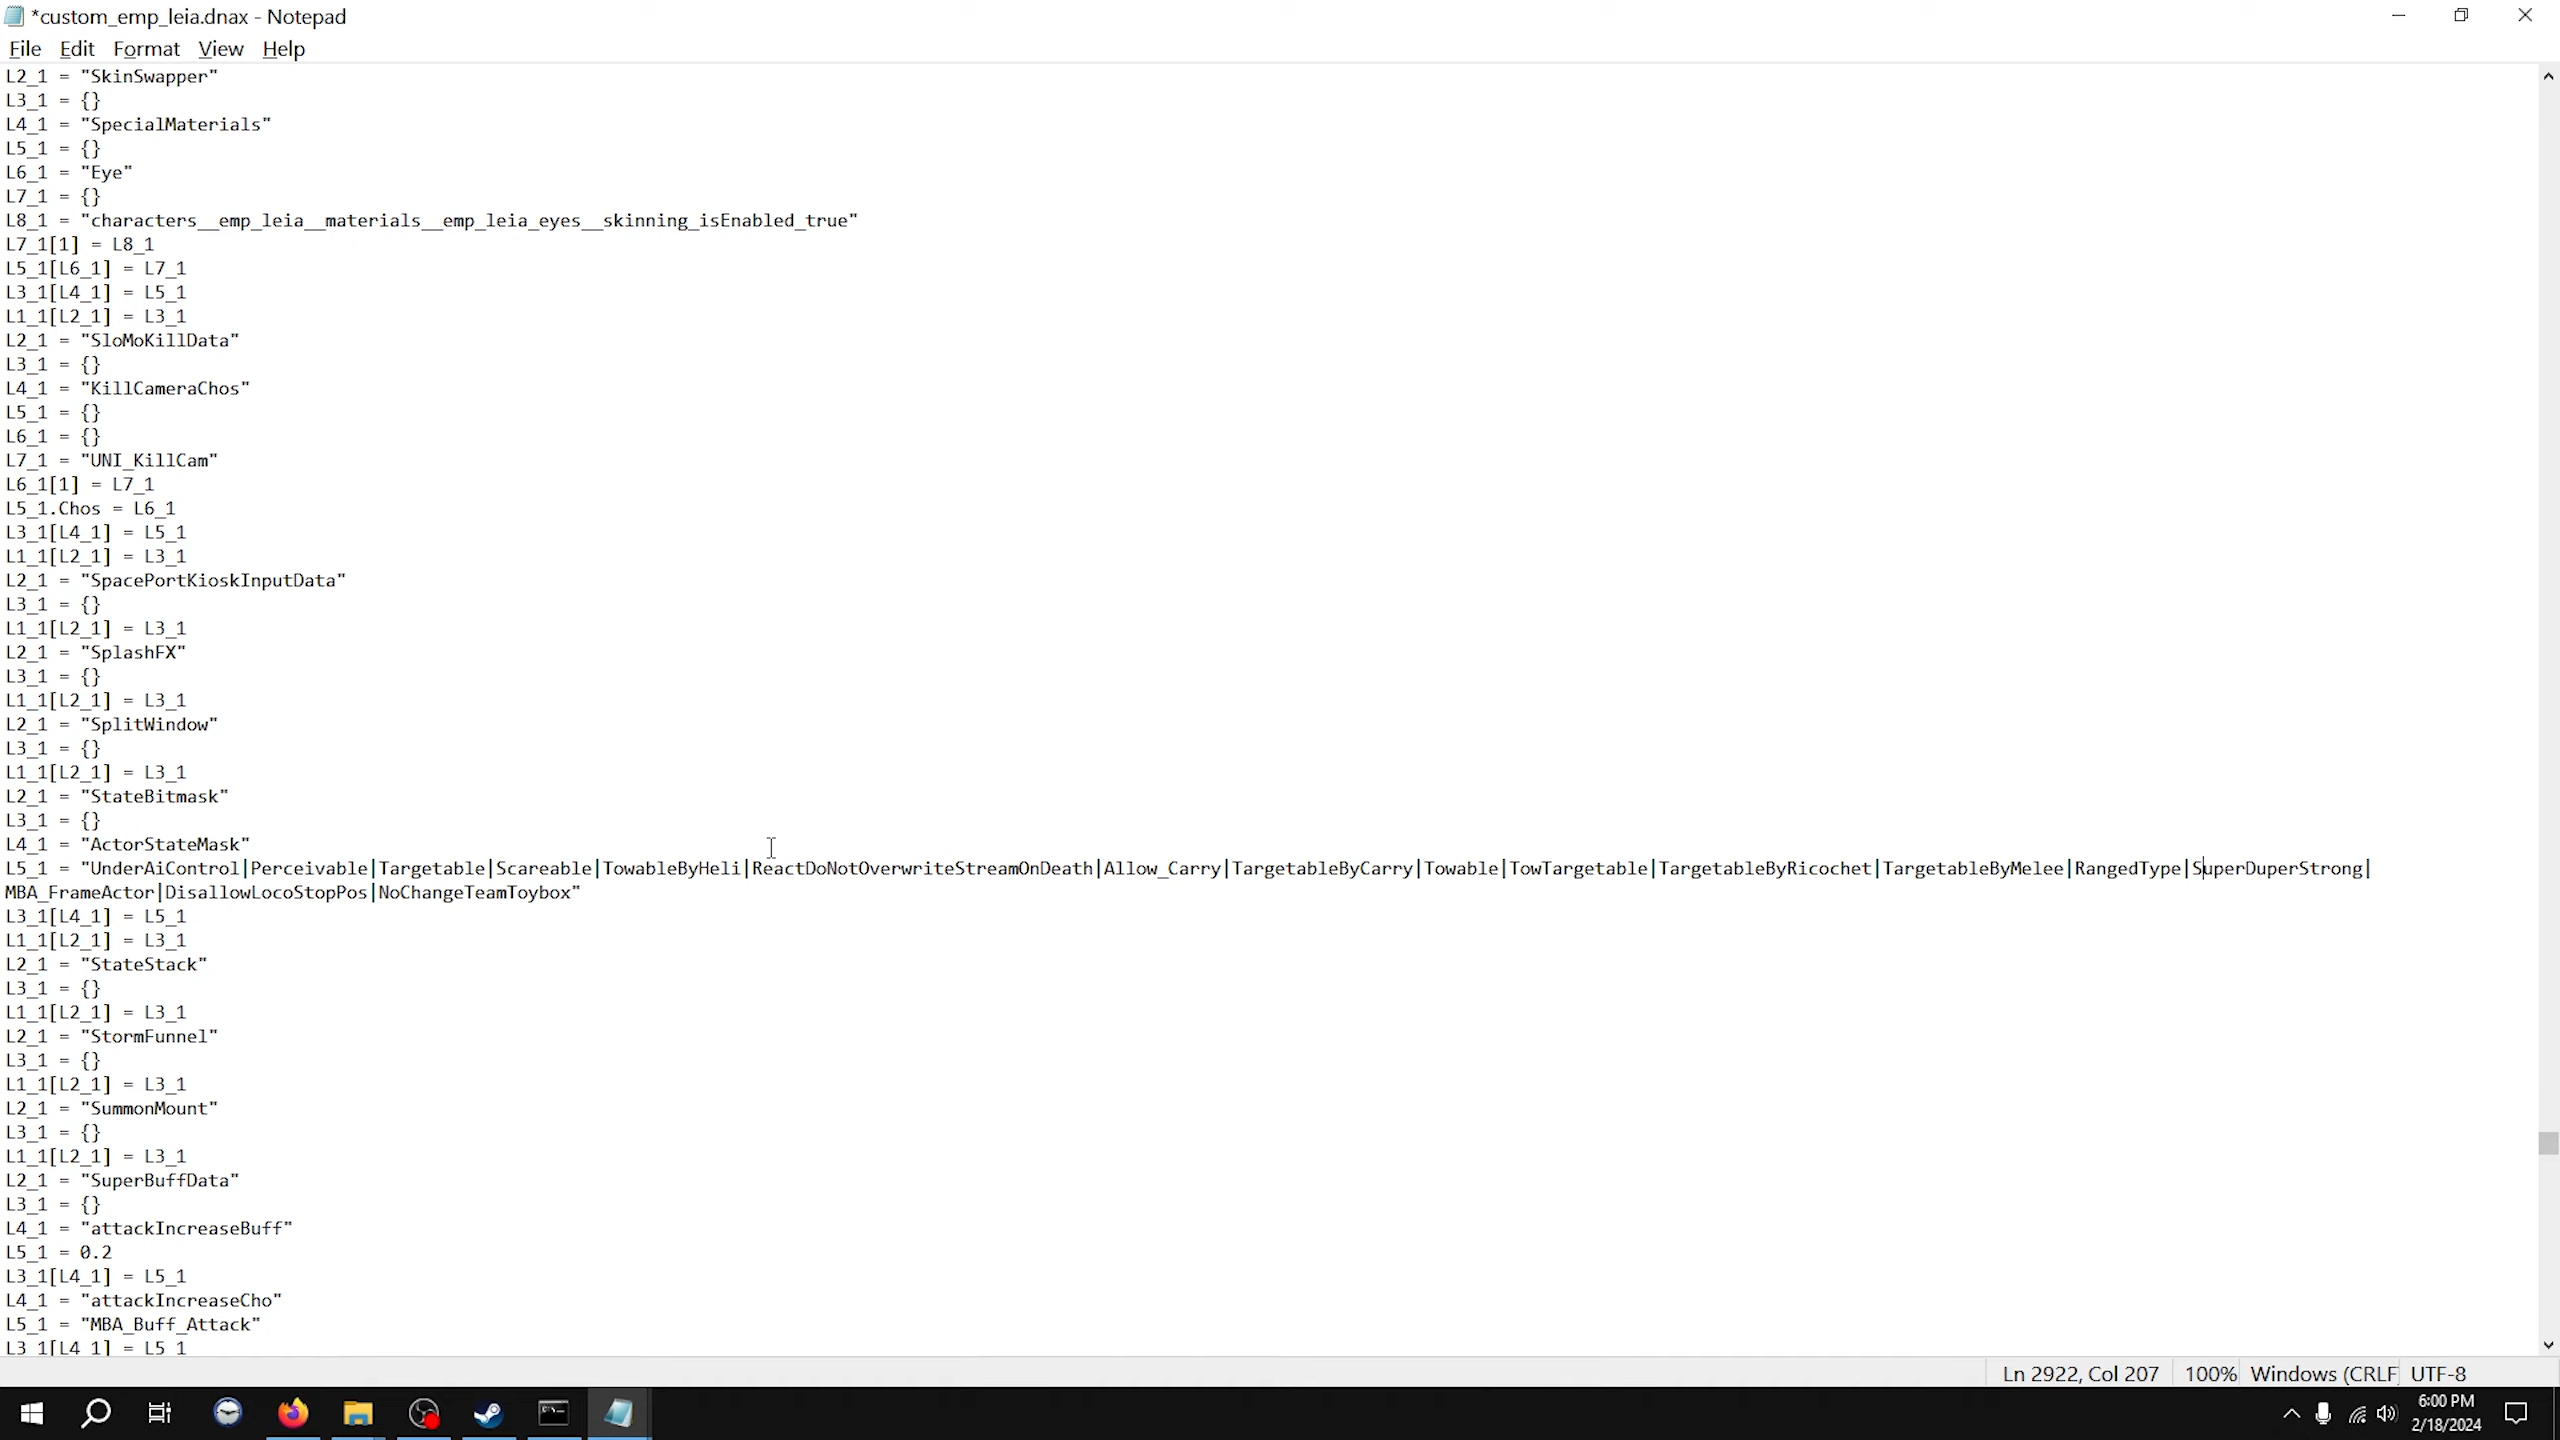 *custom_emp_leia.dnax - Notepad
File Edit Format View Help
L2_1 = "SkinSwapper"
L3_1 = {}
L4_1 = "SpecialMaterials"
L5_1 = {}
L6_1 = "Eye"
L7_1 = {}
L8_1 = "characters__emp_leia__materials__emp_leia_eyes__skinning_isEnabled_true"
L7_1[1] = L8_1
L5_1[L6_1] = L7_1
L3_1[L4_1] = L5_1
L1_1[L2_1] = L3_1
L2_1 = "SloMoKillData"
L3_1 = {}
L4_1 = "KillCameraChos"
L5_1 = {}
L6_1 = {}
L7_1 = "UNI_KillCam"
L6_1[1] = L7_1
L5_1.Chos = L6_1
L3_1[L4_1] = L5_1
L1_1[L2_1] = L3_1
L2_1 = "SpacePortKioskInputData"
L3_1 = {}
L1_1[L2_1] = L3_1
L2_1 = "SplashFX"
L3_1 = {}
L1_1[L2_1] = L3_1
L2_1 = "SplitWindow"
L3_1 = {}
L1_1[L2_1] = L3_1
L2_1 = "StateBitmask"
L3_1 = {}
L4_1 = "ActorStateMask"
L5_1 = "UnderAiControl|Perceivable|Targetable|Scareable|TowableByHeli|ReactDoNotOverwriteStreamOnDeath|Allow_Carry|TargetableByCarry|Towable|TowTargetable|TargetableByRicochet|TargetableByMelee|RangedType|SuperDuperStrong|
MBA_FrameActor|DisallowLocoStopPos|NoChangeTeamToybox"
L3_1[L4_1] = L5_1
L1_1[L2_1] = L3_1
L2_1 = "StateStack"
L3_1 = {}
L1_1[L2_1] = L3_1
L2_1 = "StormFunnel"
L3_1 = {}
L1_1[L2_1] = L3_1
L2_1 = "SummonMount"
L3_1 = {}
L1_1[L2_1] = L3_1
L2_1 = "SuperBuffData"
L3_1 = {}
L4_1 = "attackIncreaseBuff"
L5_1 = 0.2
L3_1[L4_1] = L5_1
L4_1 = "attackIncreaseCho"
L5_1 = "MBA_Buff_Attack"
L3_1[L4_1] = L5_1
Ln 2922, Col 207 100% Windows (CRLF UTF-8
6:00 PM
2/18/2024